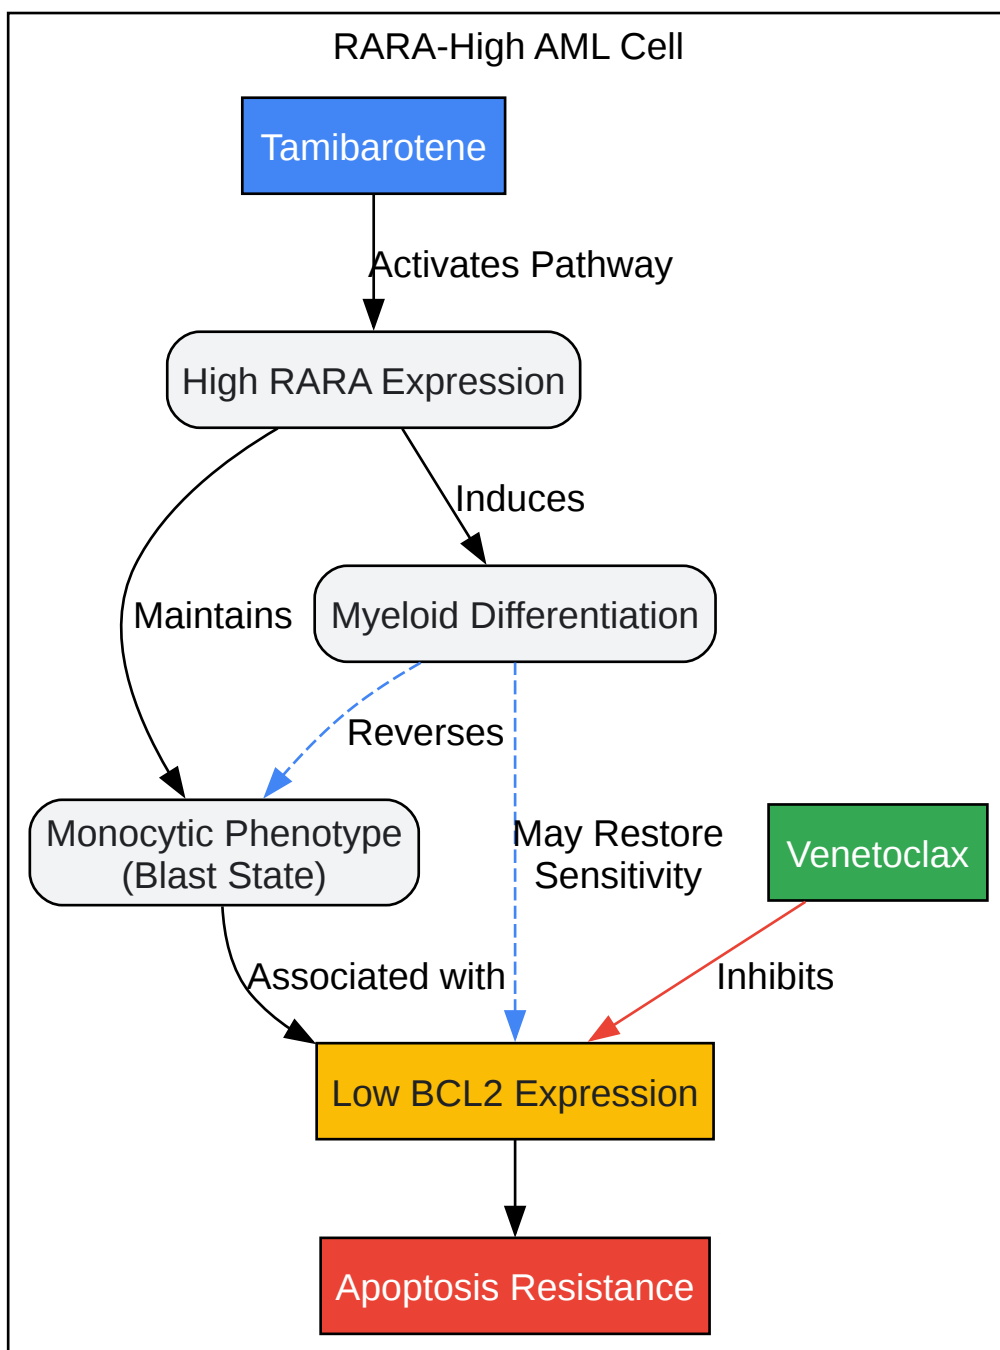 RARA-High AML Cell
Tamibarotene
Activates Pathway
High RARA Expression
Induces
Maintains
Myeloid Differentiation
Reverses
Monocytic Phenotype
(Blast State)
May Restore
Sensitivity
Venetoclax
Associated with
Inhibits
Low BCL2 Expression
Apoptosis Resistance